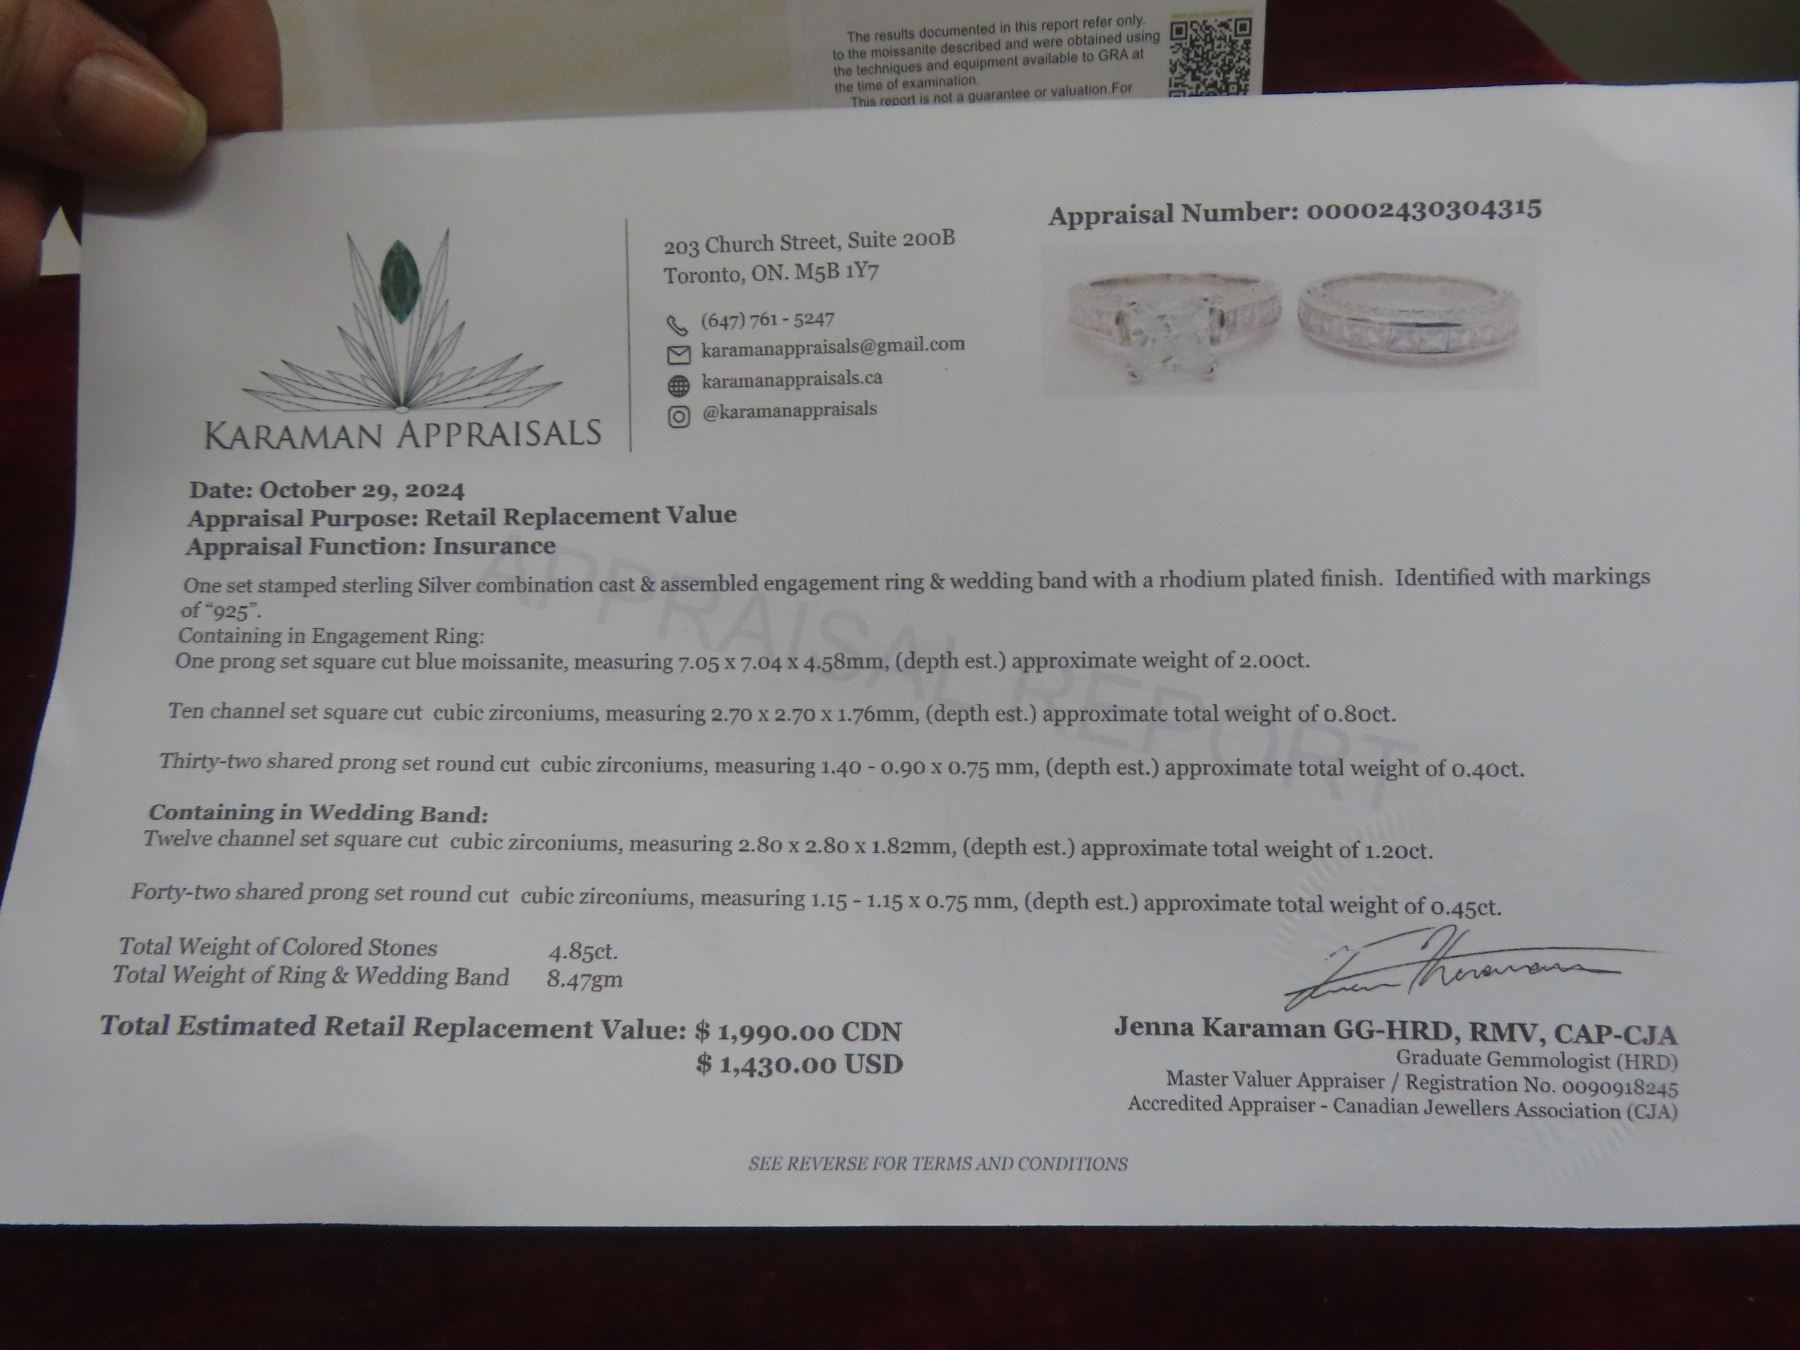 The results documented in this report refer only.
to the moissanite described and were obtained using
the techniques and equipment available to GRA at
the time of examination.
This report is not a guarantee or valuation.For
KARAMAN APPRAISALS
203 Church Street, Suite 200B
Toronto, ON. M5B 1Y7
(647) 761 - 5247
karamanappraisals@gmail.com
karamanappraisals.ca
@karamanappraisals
Appraisal Number: 00002430304315
Date: October 29, 2024
Appraisal Purpose: Retail Replacement Value
Appraisal Function: Insurance
APPRAISAL REPORT
One set stamped sterling Silver combination cast & assembled engagement ring & wedding band with a rhodium plated finish. Identified with markings
of "925".
Containing in Engagement Ring:
One prong set square cut blue moissanite, measuring 7.05 x 7.04 x 4.58mm, (depth est.) approximate weight of 2.00ct.
Ten channel set square cut cubic zirconiums, measuring 2.70 x 2.70 x 1.76mm, (depth est.) approximate total weight of 0.80ct.
Thirty-two shared prong set round cut cubic zirconiums, measuring 1.40 - 0.90 x 0.75 mm, (depth est.) approximate total weight of 0.40ct.
Containing in Wedding Band:
Twelve channel set square cut cubic zirconiums, measuring 2.80 x 2.80 x 1.82mm, (depth est.) approximate total weight of 1.20ct.
Forty-two shared prong set round cut cubic zirconiums, measuring 1.15 - 1.15 x 0.75 mm, (depth est.) approximate total weight of 0.45ct.
Total Weight of Colored Stones 4.85ct.
Total Weight of Ring & Wedding Band 8.47gm
Total Estimated Retail Replacement Value: $ 1,990.00 CDN
$ 1,430.00 USD
Jenna Karaman GG-HRD, RMV, CAP-CJA
Graduate Gemmologist (HRD)
Master Valuer Appraiser / Registration No. 0090918245
Accredited Appraiser - Canadian Jewellers Association (CJA)
SEE REVERSE FOR TERMS AND CONDITIONS